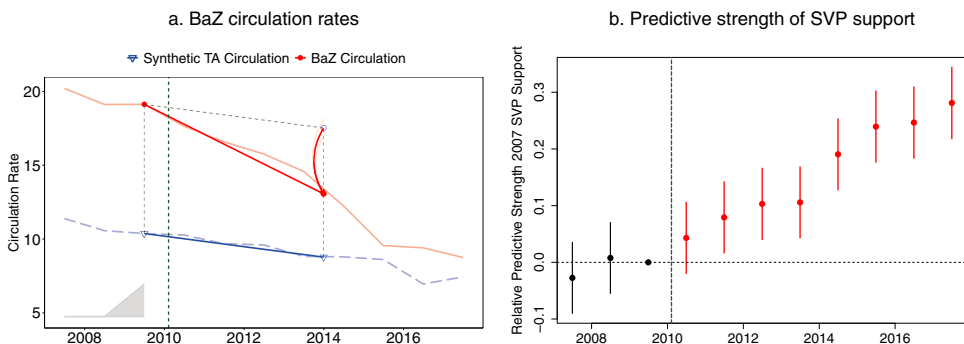 a. BaZ circulation rates
Synthetic TA Circulation BaZ Circulation
Circulation Rate
20
15
10
5
2008 2010 2012 2014 2016
b. Predictive strength of SVP support
Relative Predictive Strength 2007 SVP Support
0.3
0.2
0.1
0.0
-0.1
2008 2010 2012 2014 2016